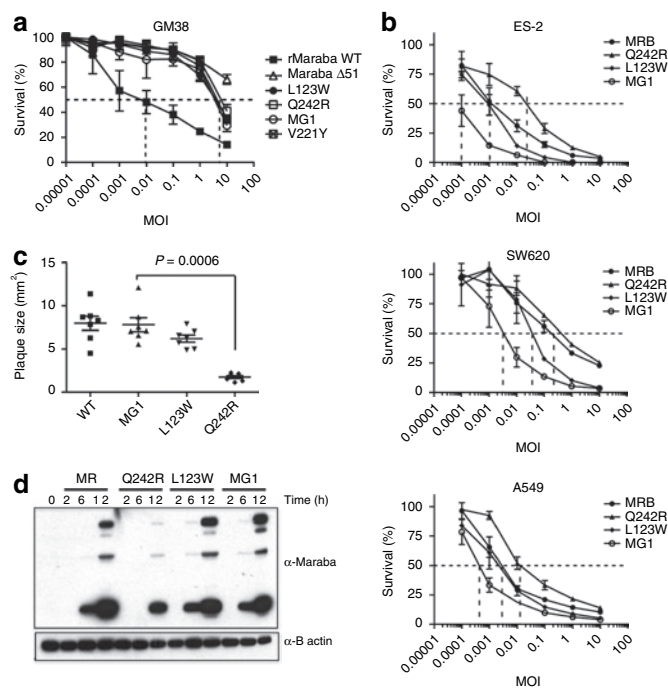 a
GM38
Survival (%)
100
80
60
40
20
0
0.00001
0.0001
0.001
0.01
0.1
1
10
100
MOI
rMaraba WT
Maraba Δ51
L123W
Q242R
MG1
V221Y
b
ES-2
Survival (%)
100
75
50
25
0
0.00001
0.0001
0.001
0.01
0.1
1
10
100
MOI
MRB
Q242R
L123W
MG1
SW620
Survival (%)
100
75
50
25
0
0.00001
0.0001
0.001
0.01
0.1
1
10
100
MOI
MRB
Q242R
L123W
MG1
A549
Survival (%)
100
75
50
25
0
0.00001
0.0001
0.001
0.01
0.1
1
10
100
MOI
MRB
Q242R
L123W
MG1
c
P = 0.0006
Plaque size (mm²)
15
10
5
0
WT
MG1
L123W
Q242R
d
MR Q242R L123W MG1
0 2 6 12 2 6 12 2 6 12 2 6 12 Time (h)
α-Maraba
α-B actin